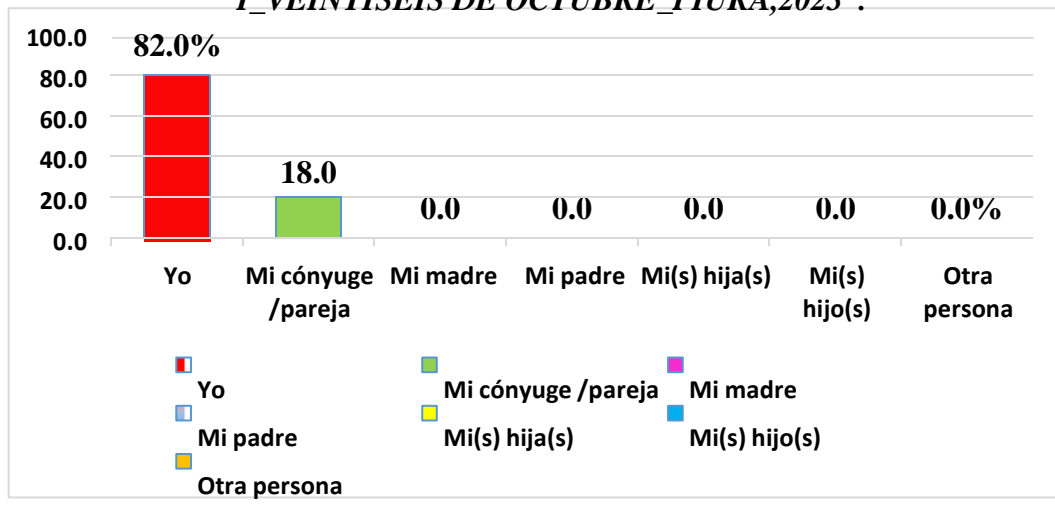 DE OCTUBRE
100.0
82.0%
80.0
60.0
40.0
18.0
20.0
0.0
0.0
0.0
0.0
0.0%
0.0
Yo
Mi cónyuge /pareja
Mi madre
Mi padre
Mi(s) hija(s)
Mi(s) hijo(s)
Otra persona
Yo
Mi cónyuge /pareja
Mi madre
Mi padre
Mi(s) hija(s)
Mi(s) hijo(s)
Otra persona